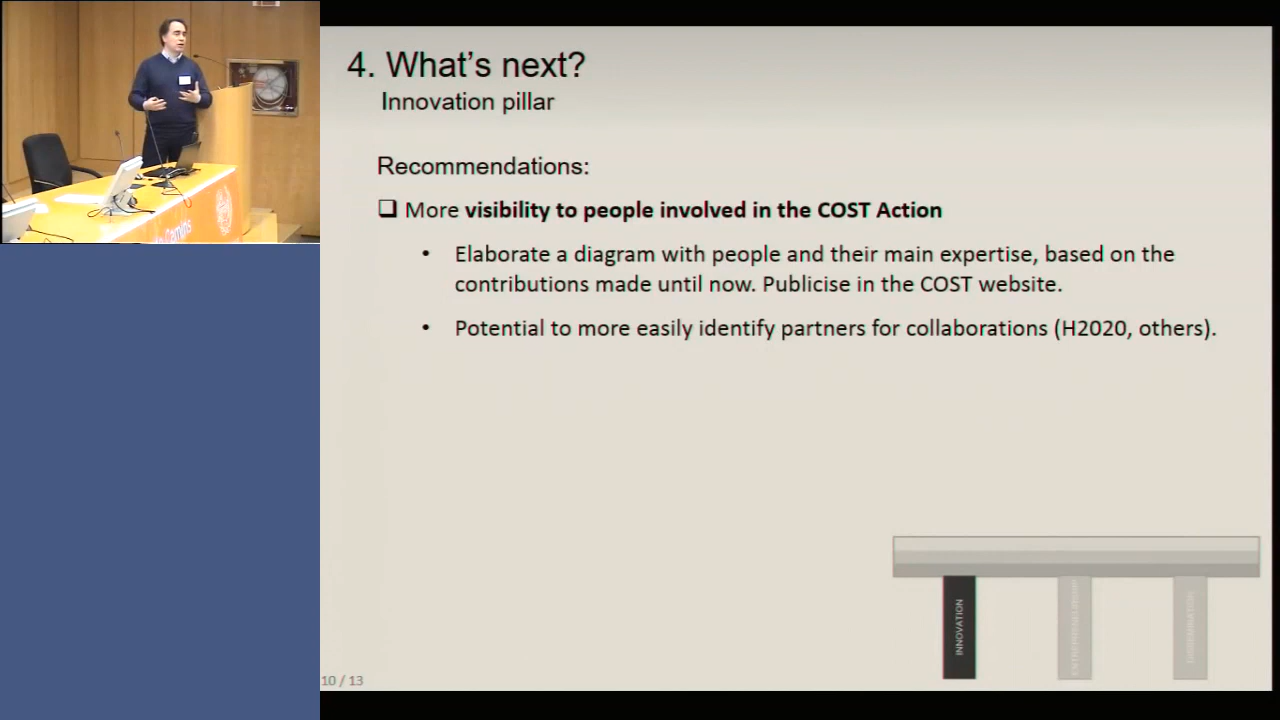 4. What's next?
Innovation pillar
Recommendations:
❑ More visibility to people involved in the COST Action
• Elaborate a diagram with people and their main expertise, based on the
contributions made until now. Publicise in the COST website.
• Potential to more easily identify partners for collaborations (H2020, others).
INNOVATION
ENTREPRENEURSHIP
10 / 13